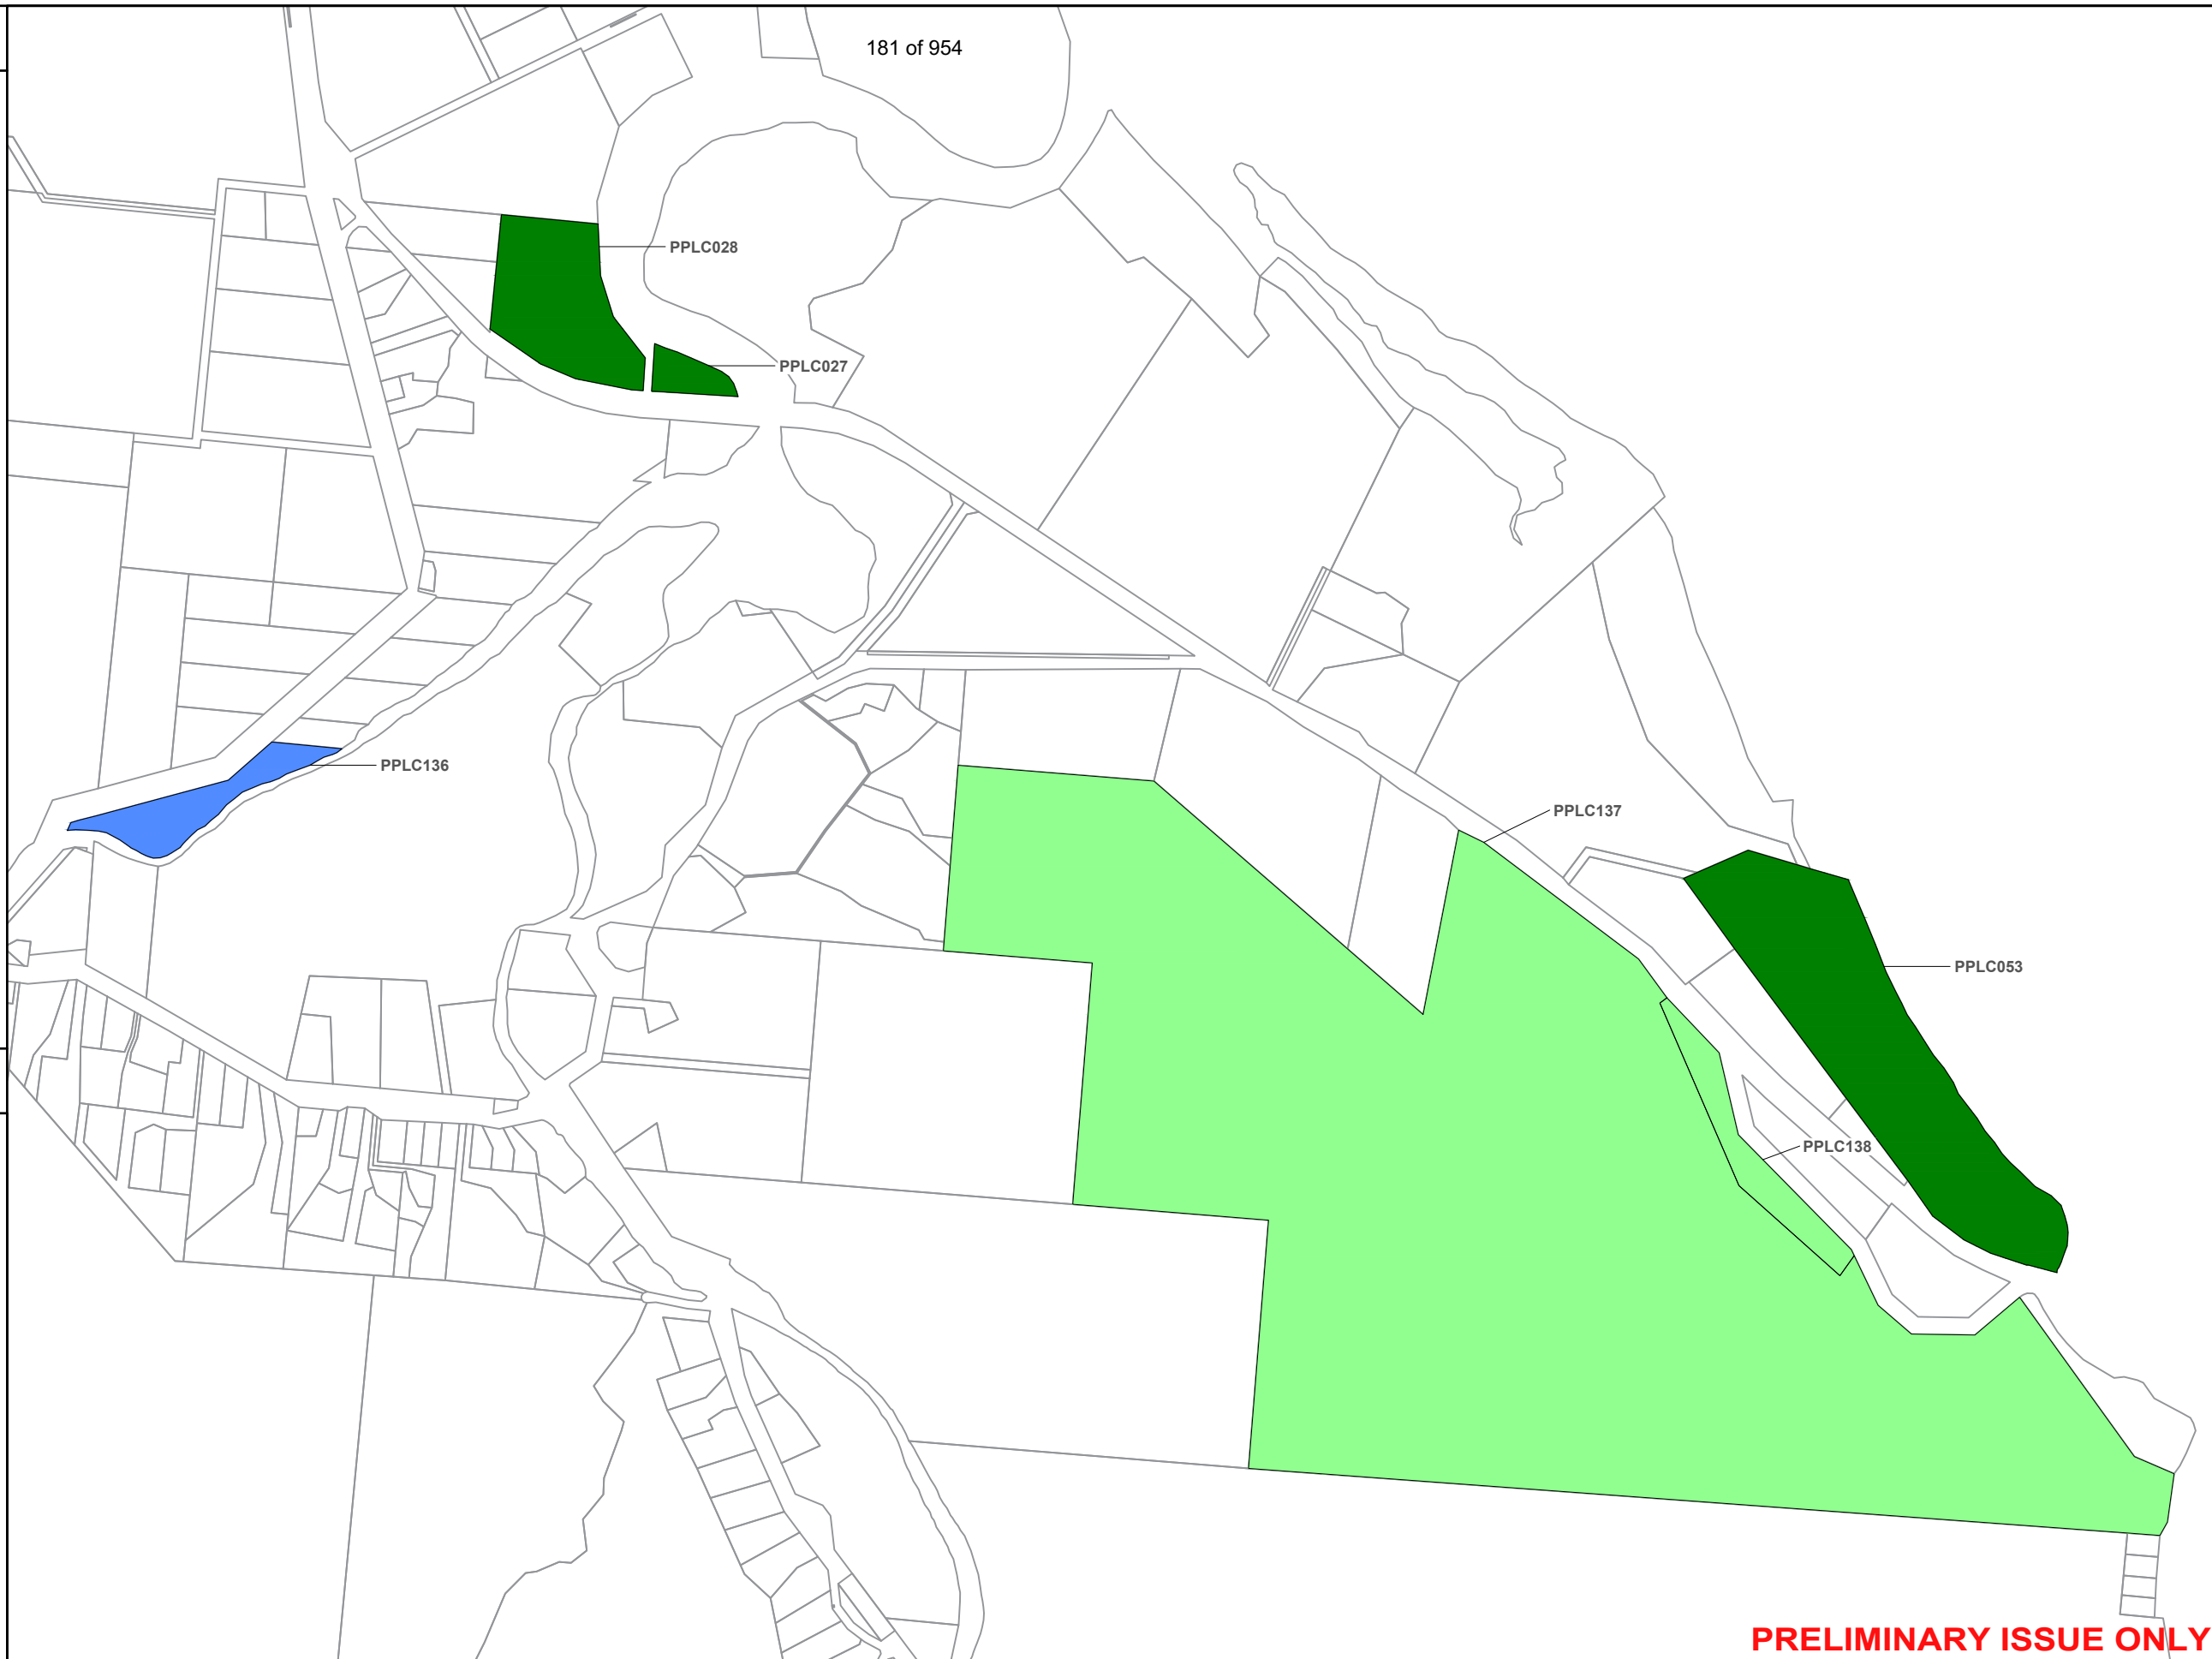 181 of 954
PPLC028
PPLC027
PPLC136
PPLC137
PPLC053
PPLC138
PRELIMINARY ISSUE ONLY